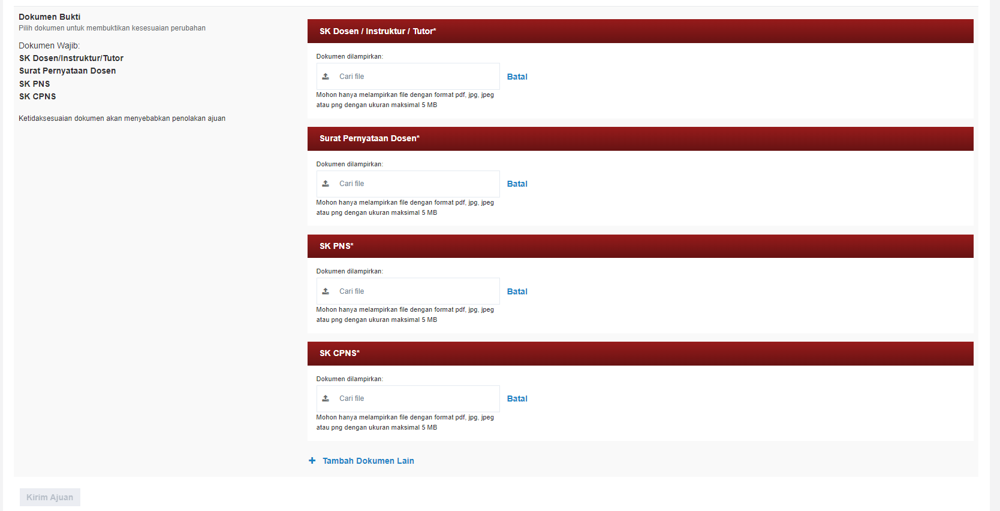 Dokumen Bukti
Pilih dokumen untuk membuktikan kesesuaian perubahan
Dokumen Wajib:
SK Dosen/Instruktur/Tutor
Surat Pernyataan Dosen
SK PNS
SK CPNS
Ketidaksesuaian dokumen akan menyebabkan penolakan ajuan
SK Dosen / Instruktur / Tutor*
Dokumen dilampirkan:
Cari file
Batal
Mohon hanya melampirkan file dengan format pdf, jpg, jpeg
atau png dengan ukuran maksimal 5 MB
Surat Pernyataan Dosen*
Dokumen dilampirkan:
Cari file
Batal
Mohon hanya melampirkan file dengan format pdf, jpg, jpeg
atau png dengan ukuran maksimal 5 MB
SK PNS*
Dokumen dilampirkan:
Cari file
Batal
Mohon hanya melampirkan file dengan format pdf, jpg, jpeg
atau png dengan ukuran maksimal 5 MB
SK CPNS*
Dokumen dilampirkan:
Cari file
Batal
Mohon hanya melampirkan file dengan format pdf, jpg, jpeg
atau png dengan ukuran maksimal 5 MB
Tambah Dokumen Lain
Kirim Ajuan